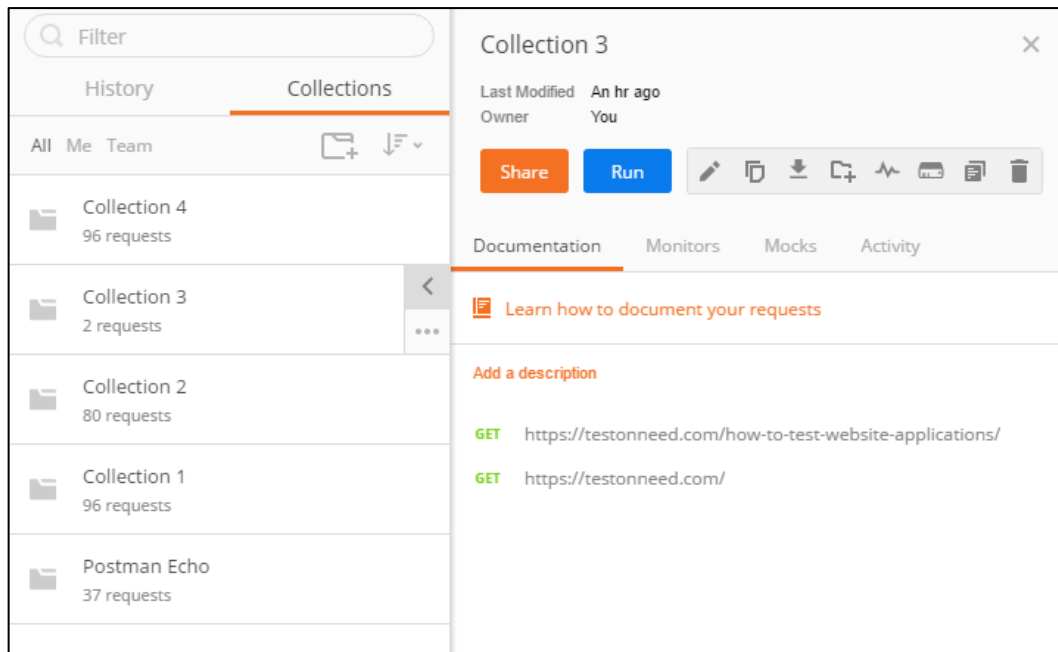 Filter
History Collections
All Me Team
Collection 4
96 requests
Collection 3
2 requests
Collection 2
80 requests
Collection 1
96 requests
Postman Echo
37 requests
Collection 3
Last Modified An hr ago
Owner You
Share Run
Documentation Monitors Mocks Activity
Learn how to document your requests
Add a description
GET https://testonneed.com/how-to-test-website-applications/
GET https://testonneed.com/